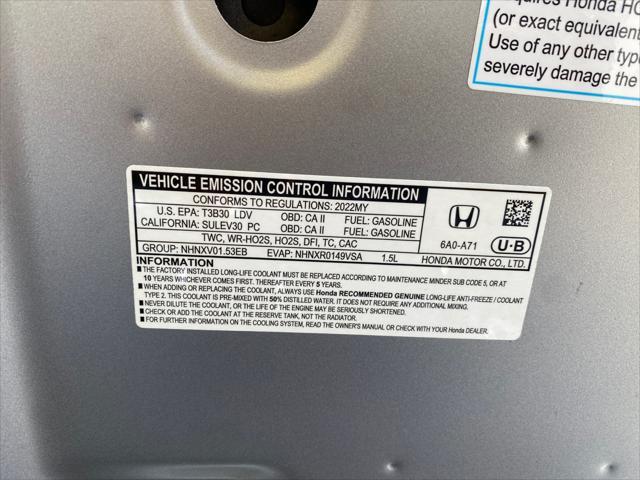 equires Honda HO
(or exact equivalent
Use of any other type
severely damage the
VEHICLE EMISSION CONTROL INFORMATION
CONFORMS TO REGULATIONS: 2022MY
U.S. EPA: T3B30 LDV OBD: CA II FUEL: GASOLINE
CALIFORNIA: SULEV30 PC OBD: CA II FUEL: GASOLINE
TWC, WR-HO2S, HO2S, DFI, TC, CAC
GROUP: NHNXV01.53EB EVAP: NHNXR0149VSA 1.5L
6A0-A71
U·B
HONDA MOTOR CO., LTD.
INFORMATION
■ THE FACTORY INSTALLED LONG-LIFE COOLANT MUST BE REPLACED ACCORDING TO MAINTENANCE MINDER SUB CODE 5, OR AT
10 YEARS WHICHEVER COMES FIRST. THEREAFTER EVERY 5 YEARS.
■ WHEN ADDING OR REPLACING THE COOLANT, ALWAYS USE Honda RECOMMENDED GENUINE LONG-LIFE ANTI-FREEZE / COOLANT
TYPE 2. THIS COOLANT IS PRE-MIXED WITH 50% DISTILLED WATER. IT DOES NOT REQUIRE ANY ADDITIONAL MIXING.
■ NEVER DILUTE THE COOLANT, OR THE LIFE OF THE ENGINE MAY BE SERIOUSLY SHORTENED.
■ CHECK OR ADD THE COOLANT AT THE RESERVE TANK, NOT THE RADIATOR.
■ FOR FURTHER INFORMATION ON THE COOLING SYSTEM, READ THE OWNER'S MANUAL OR CHECK WITH YOUR Honda DEALER.